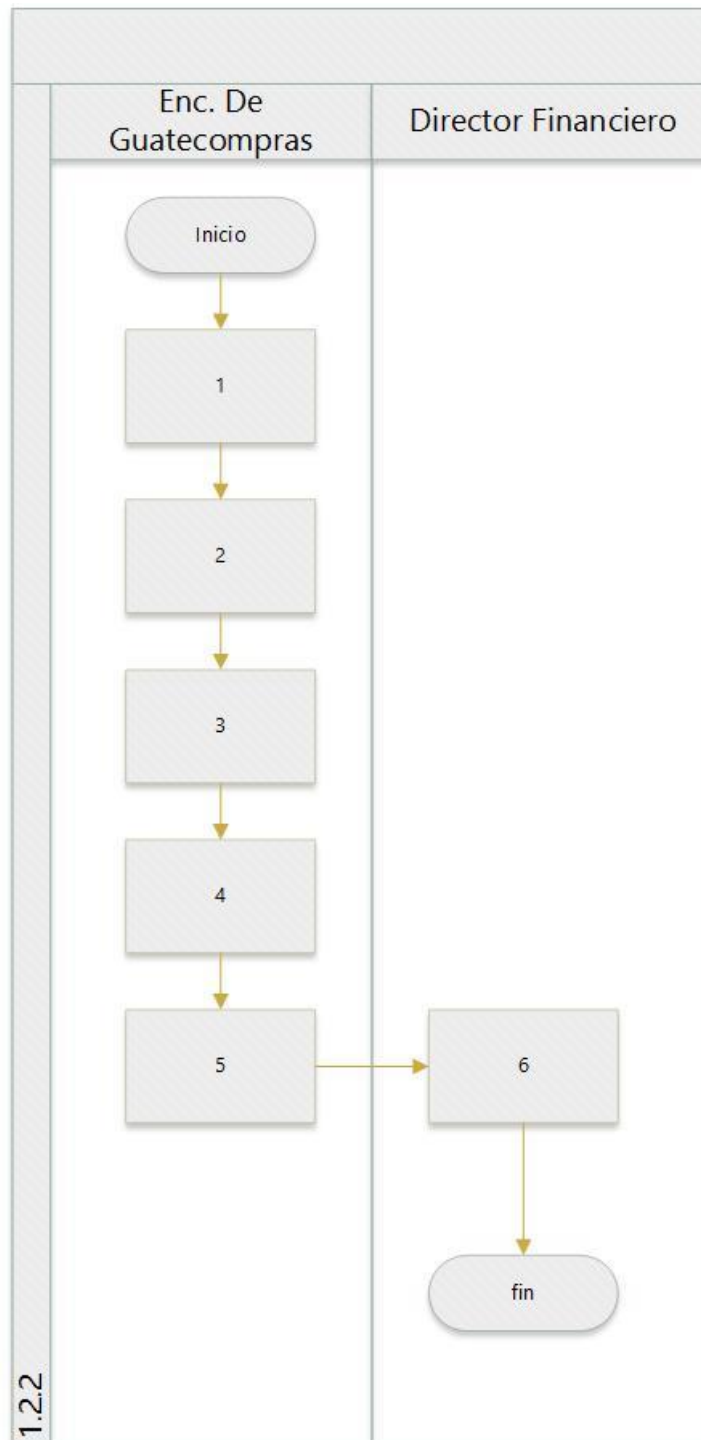 Enc. De
Guatecompras
Director Financiero
Inicio
1
2
3
4
5
6
fin
1.2.2